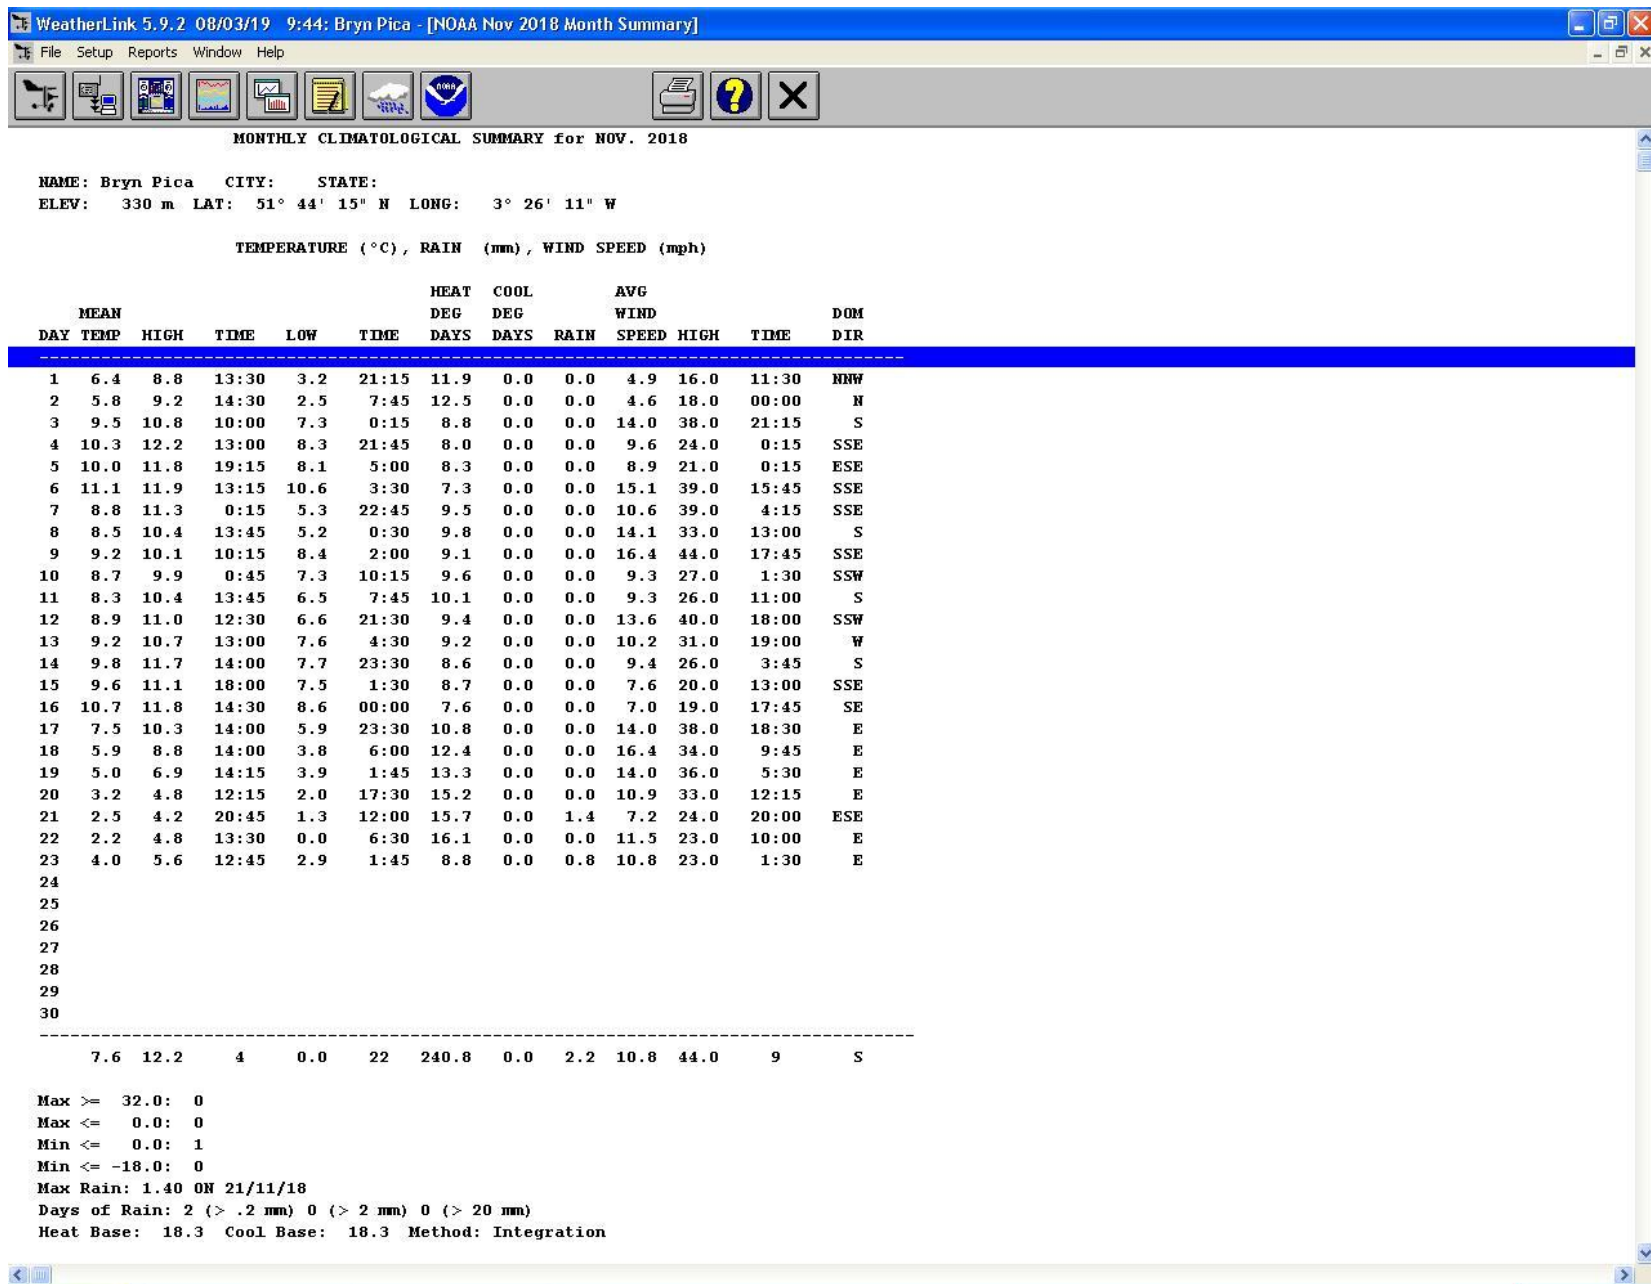 WeatherLink 5.9.2 08/03/19 9:44: Bryn Pica - [NOAA Nov 2018 Month Summary]
File Setup Reports Window Help
NOAA
MONTHLY CLIMATOLOGICAL SUMMARY for NOV. 2018
NAME: Bryn Pica CITY: STATE:
ELEV: 330 m LAT: 51° 44' 15" N LONG: 3° 26' 11" W
TEMPERATURE (°C), RAIN (mm), WIND SPEED (mph)
HEAT COOL AVG
MEAN DEG DEG WIND DOM
DAY TEMP HIGH TIME LOW TIME DAYS DAYS RAIN SPEED HIGH TIME DIR
------------------------------------------------------------------------------------
1 6.4 8.8 13:30 3.2 21:15 11.9 0.0 0.0 4.9 16.0 11:30 NNW
2 5.8 9.2 14:30 2.5 7:45 12.5 0.0 0.0 4.6 18.0 00:00 N
3 9.5 10.8 10:00 7.3 0:15 8.8 0.0 0.0 14.0 38.0 21:15 S
4 10.3 12.2 13:00 8.3 21:45 8.0 0.0 0.0 9.6 24.0 0:15 SSE
5 10.0 11.8 19:15 8.1 5:00 8.3 0.0 0.0 8.9 21.0 0:15 ESE
6 11.1 11.9 13:15 10.6 3:30 7.3 0.0 0.0 15.1 39.0 15:45 SSE
7 8.8 11.3 0:15 5.3 22:45 9.5 0.0 0.0 10.6 39.0 4:15 SSE
8 8.5 10.4 13:45 5.2 0:30 9.8 0.0 0.0 14.1 33.0 13:00 S
9 9.2 10.1 10:15 8.4 2:00 9.1 0.0 0.0 16.4 44.0 17:45 SSE
10 8.7 9.9 0:45 7.3 10:15 9.6 0.0 0.0 9.3 27.0 1:30 SSW
11 8.3 10.4 13:45 6.5 7:45 10.1 0.0 0.0 9.3 26.0 11:00 S
12 8.9 11.0 12:30 6.6 21:30 9.4 0.0 0.0 13.6 40.0 18:00 SSW
13 9.2 10.7 13:00 7.6 4:30 9.2 0.0 0.0 10.2 31.0 19:00 W
14 9.8 11.7 14:00 7.7 23:30 8.6 0.0 0.0 9.4 26.0 3:45 S
15 9.6 11.1 18:00 7.5 1:30 8.7 0.0 0.0 7.6 20.0 13:00 SSE
16 10.7 11.8 14:30 8.6 00:00 7.6 0.0 0.0 7.0 19.0 17:45 SE
17 7.5 10.3 14:00 5.9 23:30 10.8 0.0 0.0 14.0 38.0 18:30 E
18 5.9 8.8 14:00 3.8 6:00 12.4 0.0 0.0 16.4 34.0 9:45 E
19 5.0 6.9 14:15 3.9 1:45 13.3 0.0 0.0 14.0 36.0 5:30 E
20 3.2 4.8 12:15 2.0 17:30 15.2 0.0 0.0 10.9 33.0 12:15 E
21 2.5 4.2 20:45 1.3 12:00 15.7 0.0 1.4 7.2 24.0 20:00 ESE
22 2.2 4.8 13:30 0.0 6:30 16.1 0.0 0.0 11.5 23.0 10:00 E
23 4.0 5.6 12:45 2.9 1:45 8.8 0.0 0.8 10.8 23.0 1:30 E
24
25
26
27
28
29
30
-------------------------------------------------------------------------------------
7.6 12.2 4 0.0 22 240.8 0.0 2.2 10.8 44.0 9 S
Max >= 32.0: 0
Max <= 0.0: 0
Min <= 0.0: 1
Min <= -18.0: 0
Max Rain: 1.40 ON 21/11/18
Days of Rain: 2 (> .2 mm) 0 (> 2 mm) 0 (> 20 mm)
Heat Base: 18.3 Cool Base: 18.3 Method: Integration